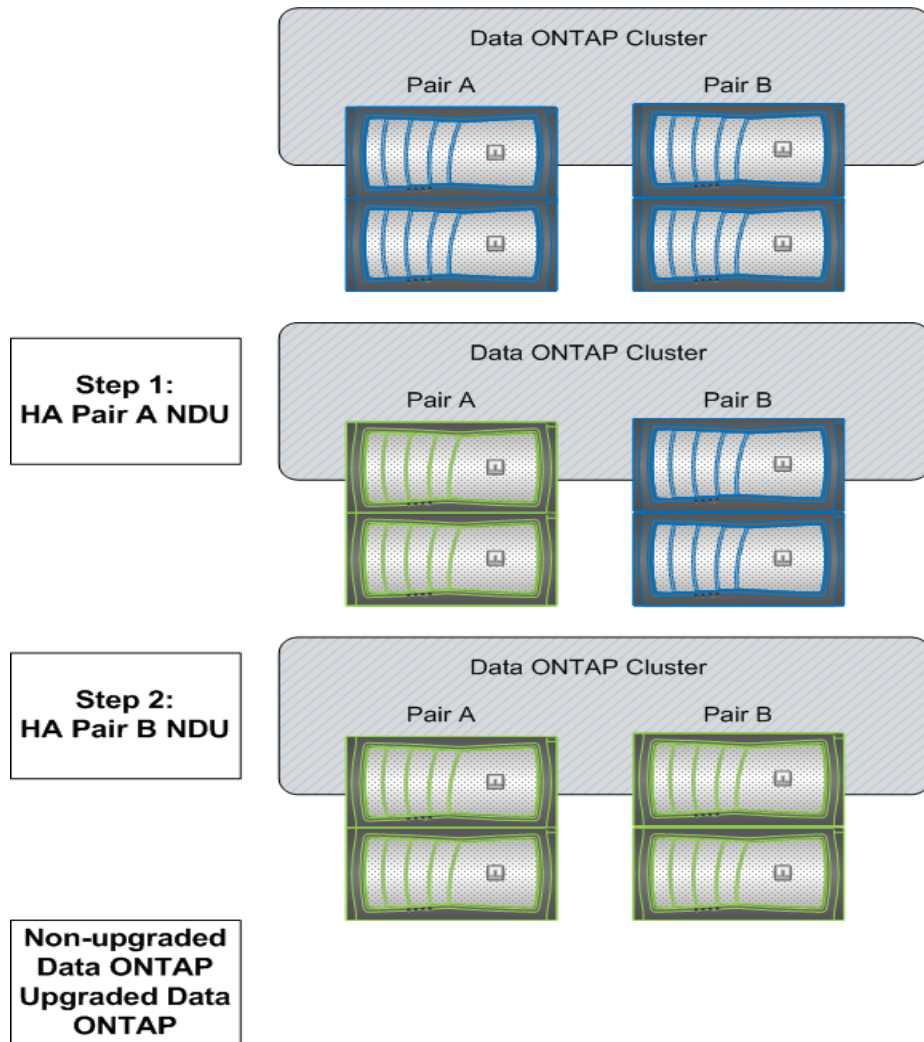 Data ONTAP Cluster
Pair A
Pair B
Step 1:
HA Pair A NDU
Data ONTAP Cluster
Pair A
Pair B
Step 2:
HA Pair B NDU
Data ONTAP Cluster
Pair A
Pair B
Non-upgraded
Data ONTAP
Upgraded Data
ONTAP